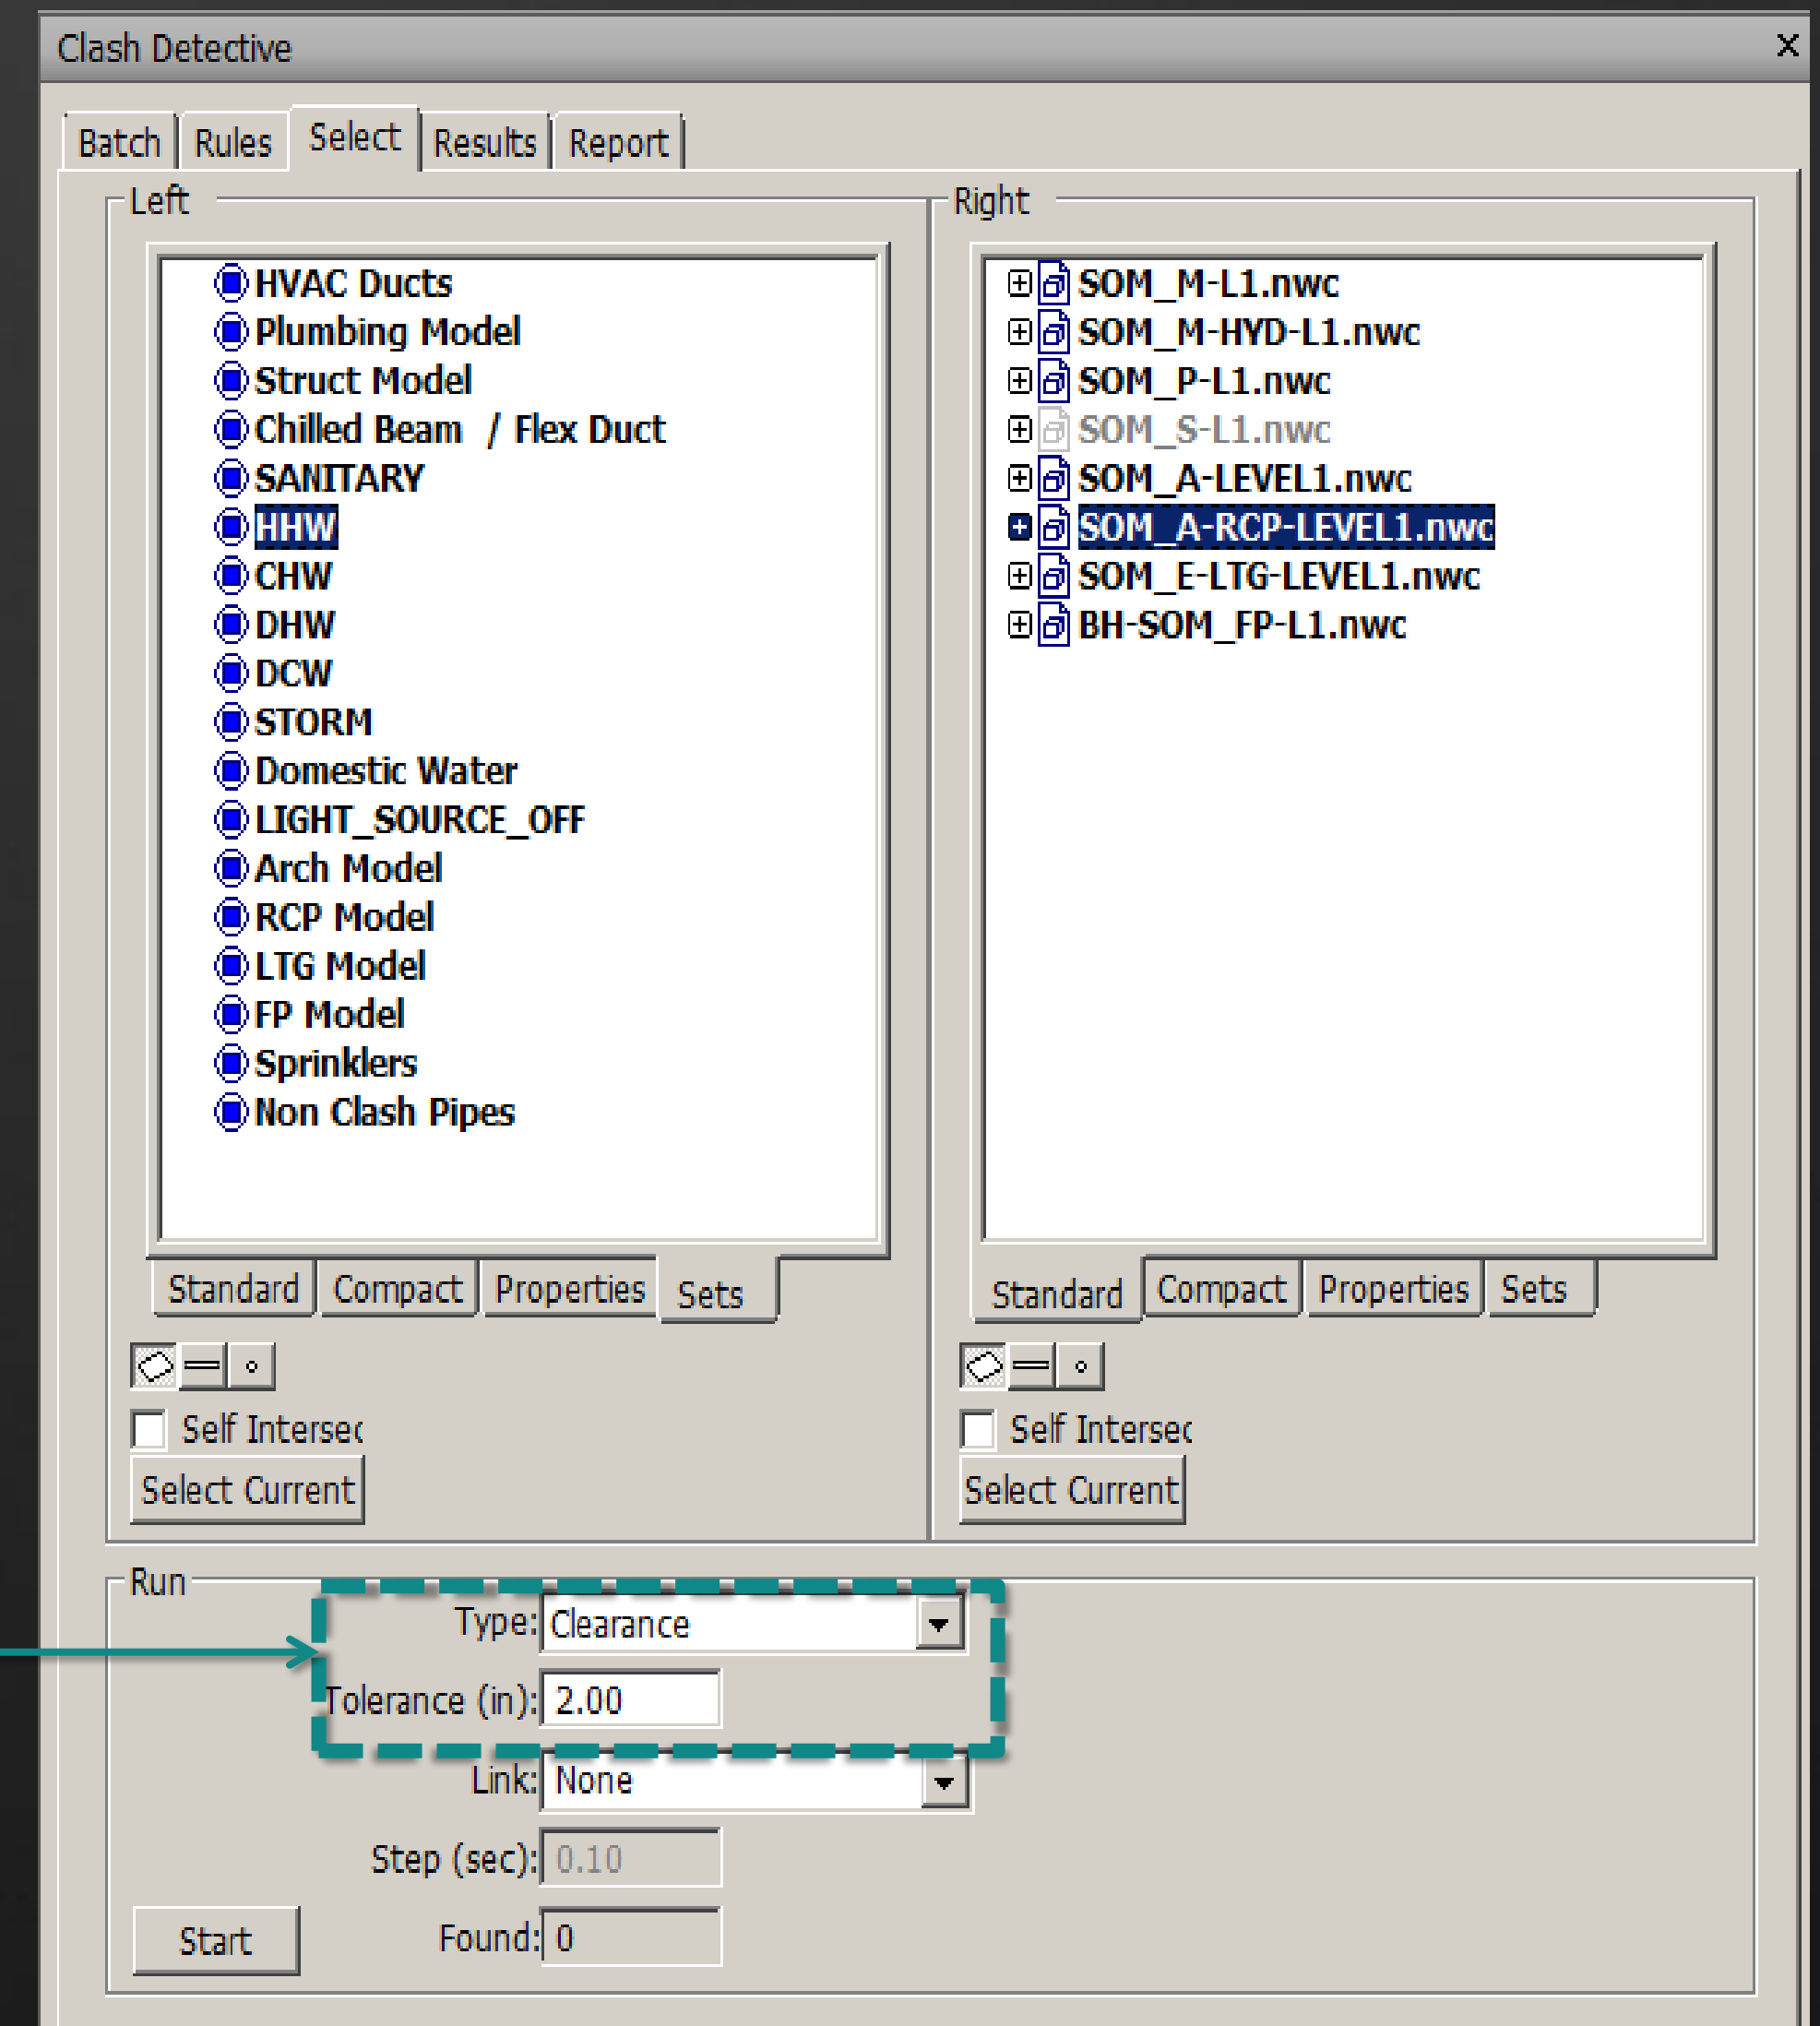 Clash Detective
Batch Rules Select Results Report
Left
HVAC Ducts
Plumbing Model
Struct Model
Chilled Beam / Flex Duct
SANITARY
HHW
CHW
DHW
DCW
STORM
Domestic Water
LIGHT_SOURCE_OFF
Arch Model
RCP Model
LTG Model
FP Model
Sprinklers
Non Clash Pipes
Standard Compact Properties Sets
Self Intersec
Select Current
Right
SOM_M-L1.nwc
SOM_M-HYD-L1.nwc
SOM_P-L1.nwc
SOM_S-L1.nwc
SOM_A-LEVEL1.nwc
SOM_A-RCP-LEVEL1.nwc
SOM_E-LTG-LEVEL1.nwc
BH-SOM_FP-L1.nwc
Standard Compact Properties Sets
Self Intersec
Select Current
Run
Type: Clearance
Tolerance (in): 2.00
Link: None
Step (sec): 0.10
Start Found: 0